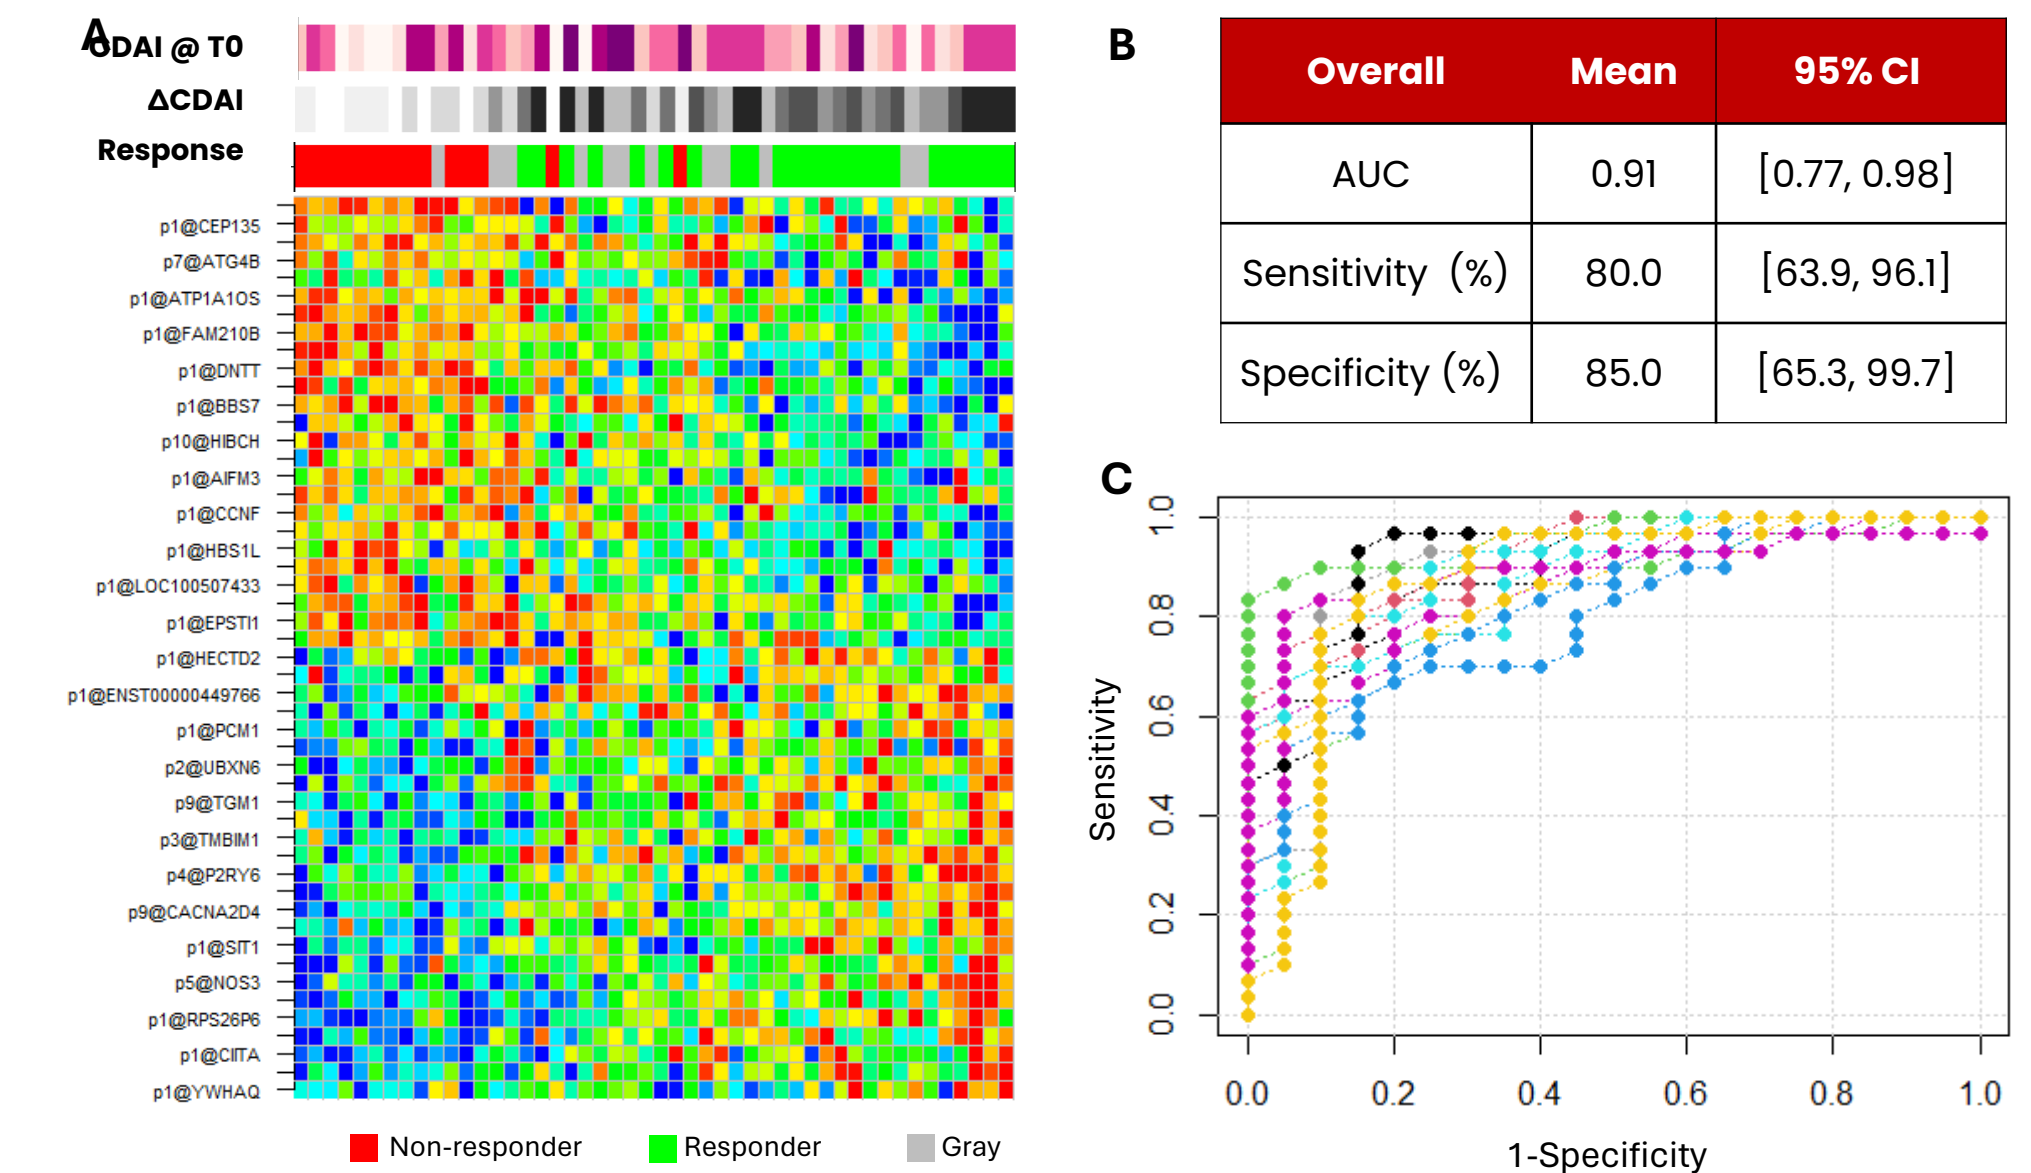 A
CDAI @ T0
ΔCDAI
Response
p1@CEP135
p7@ATG4B
p1@ATP1A1OS
p1@FAM210B
p1@DNTT
p1@BBS7
p10@HIBCH
p1@AIFM3
p1@CCNF
p1@HBS1L
p1@LOC100507433
p1@EPSTI1
p1@HECTD2
p1@ENST00000449766
p1@PCM1
p2@UBXN6
p9@TGM1
p3@TMBIM1
p4@P2RY6
p9@CACNA2D4
p1@SIT1
p5@NOS3
p1@RPS26P6
p1@CIITA
p1@YWHAQ
Non-responder Responder Gray
B
Overall Mean 95% CI
AUC 0.91 [0.77, 0.98]
Sensitivity (%) 80.0 [63.9, 96.1]
Specificity (%) 85.0 [65.3, 99.7]
C
Sensitivity
1.0
0.8
0.6
0.4
0.2
0.0
0.0 0.2 0.4 0.6 0.8 1.0
1-Specificity